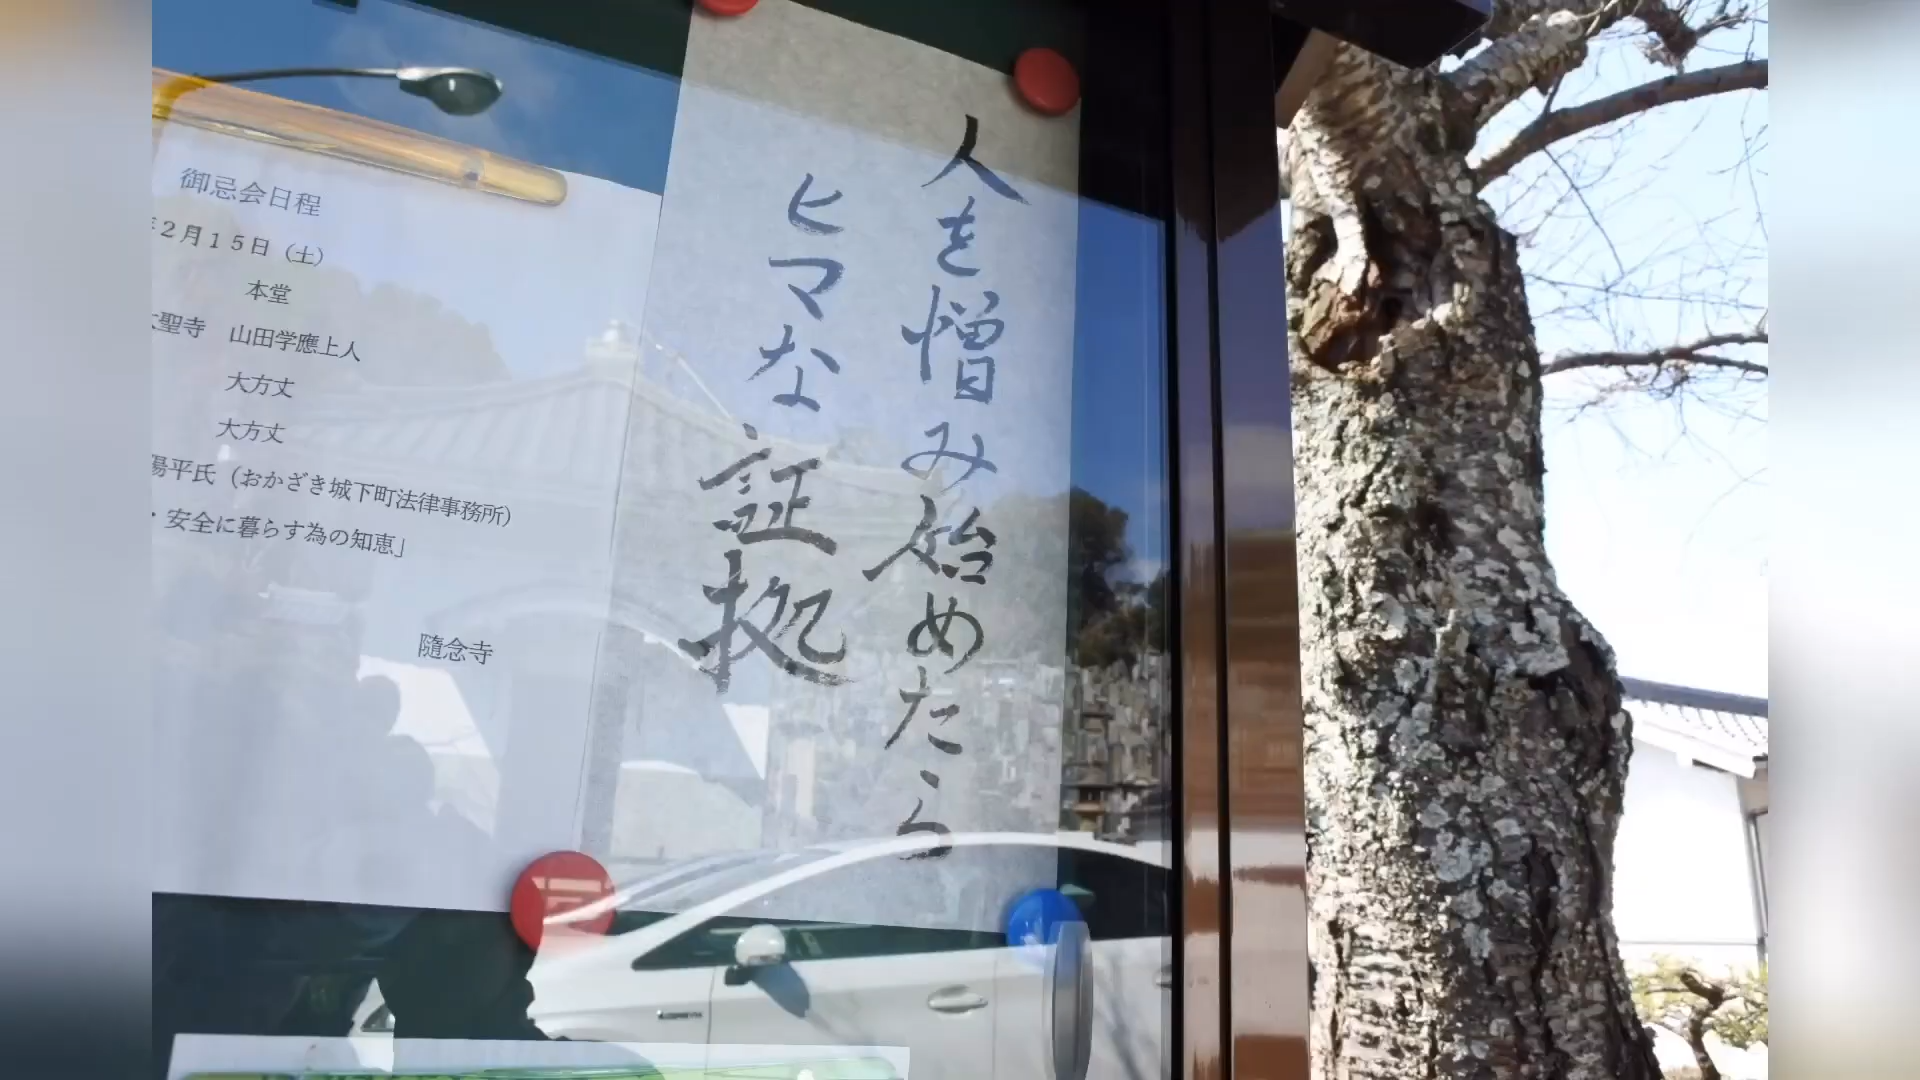 人を憎み始めたら
ヒマな証拠
御忌会日程
2月15日（土）
本堂
聖寺　山田学應上人
大方丈
大方丈
陽平氏（おかざき城下町法律事務所）
・安全に暮らす為の知恵」
隨念寺